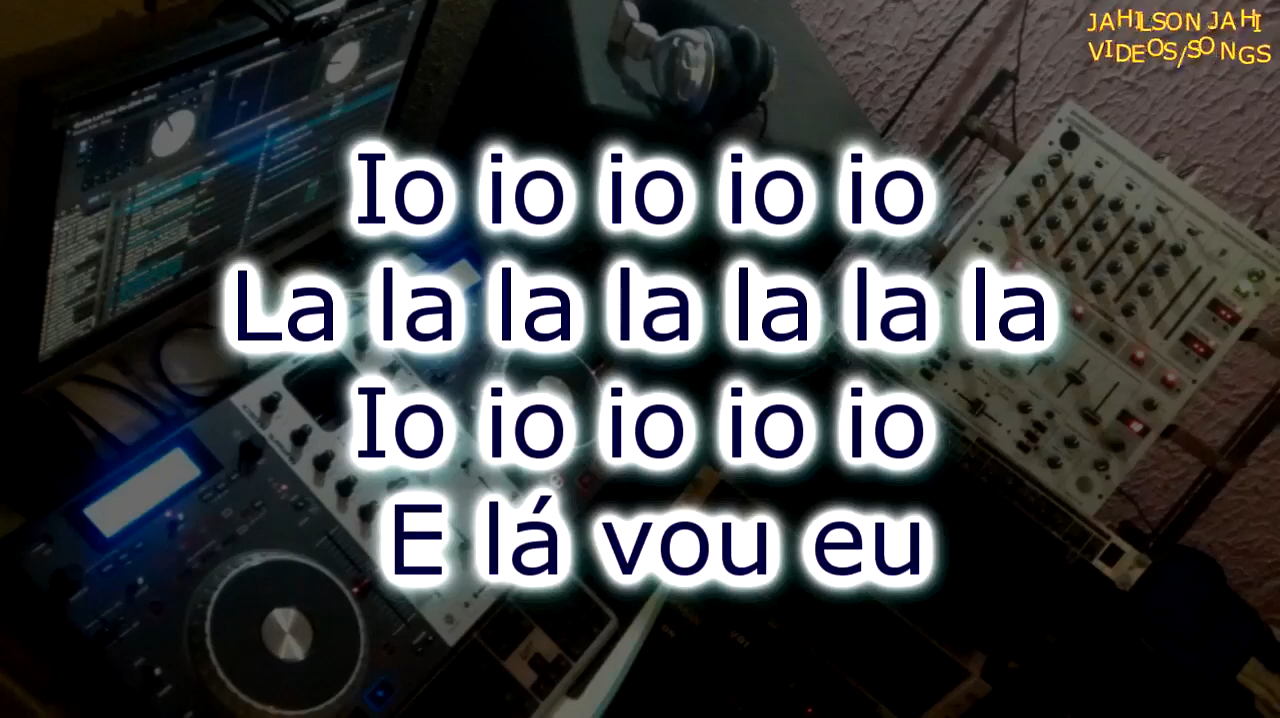 JAHILSON JAHI
VIDEOS/SONGS
Io io io io io
La la la la la la la
Io io io io io
E lá vou eu